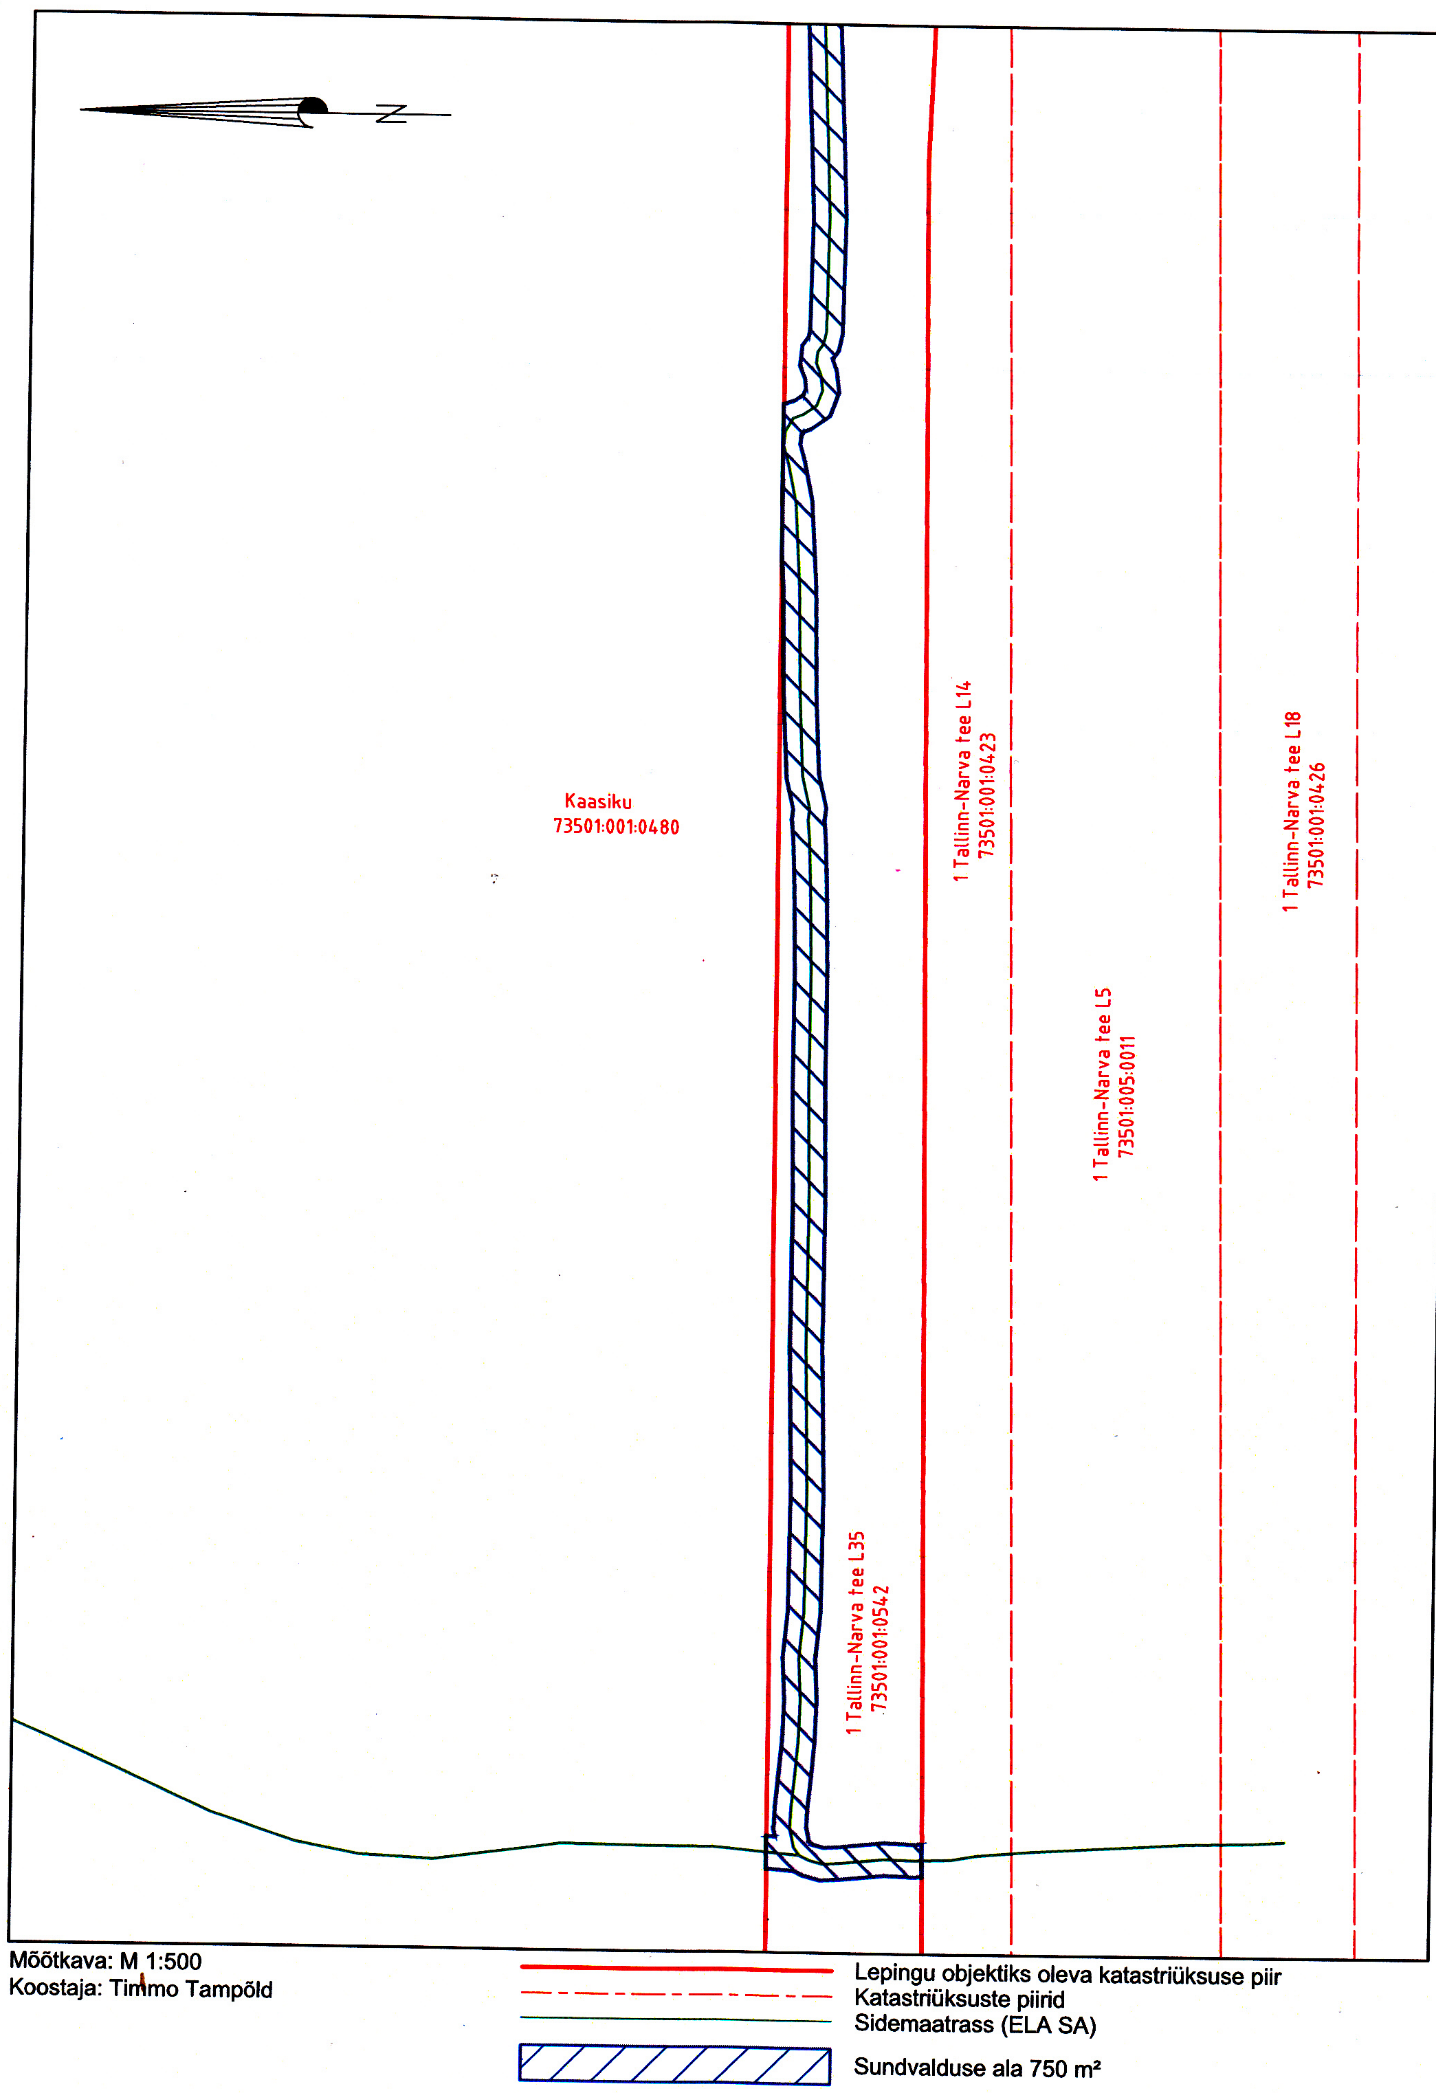 N
Kaasiku
73501:001:0480
1 Tallinn-Narva tee L14
73501:001:0423
1 Tallinn-Narva tee L18
73501:001:0426
1 Tallinn-Narva tee L5
73501:005:0011
1 Tallinn-Narva tee L35
73501:001:0542
Mõõtkava: M 1:500
Koostaja: Timmo Tampõld
Lepingu objektiks oleva katastriüksuse piir
Katastriüksuste piirid
Sidemaatrass (ELA SA)
Sundvalduse ala 750 m²